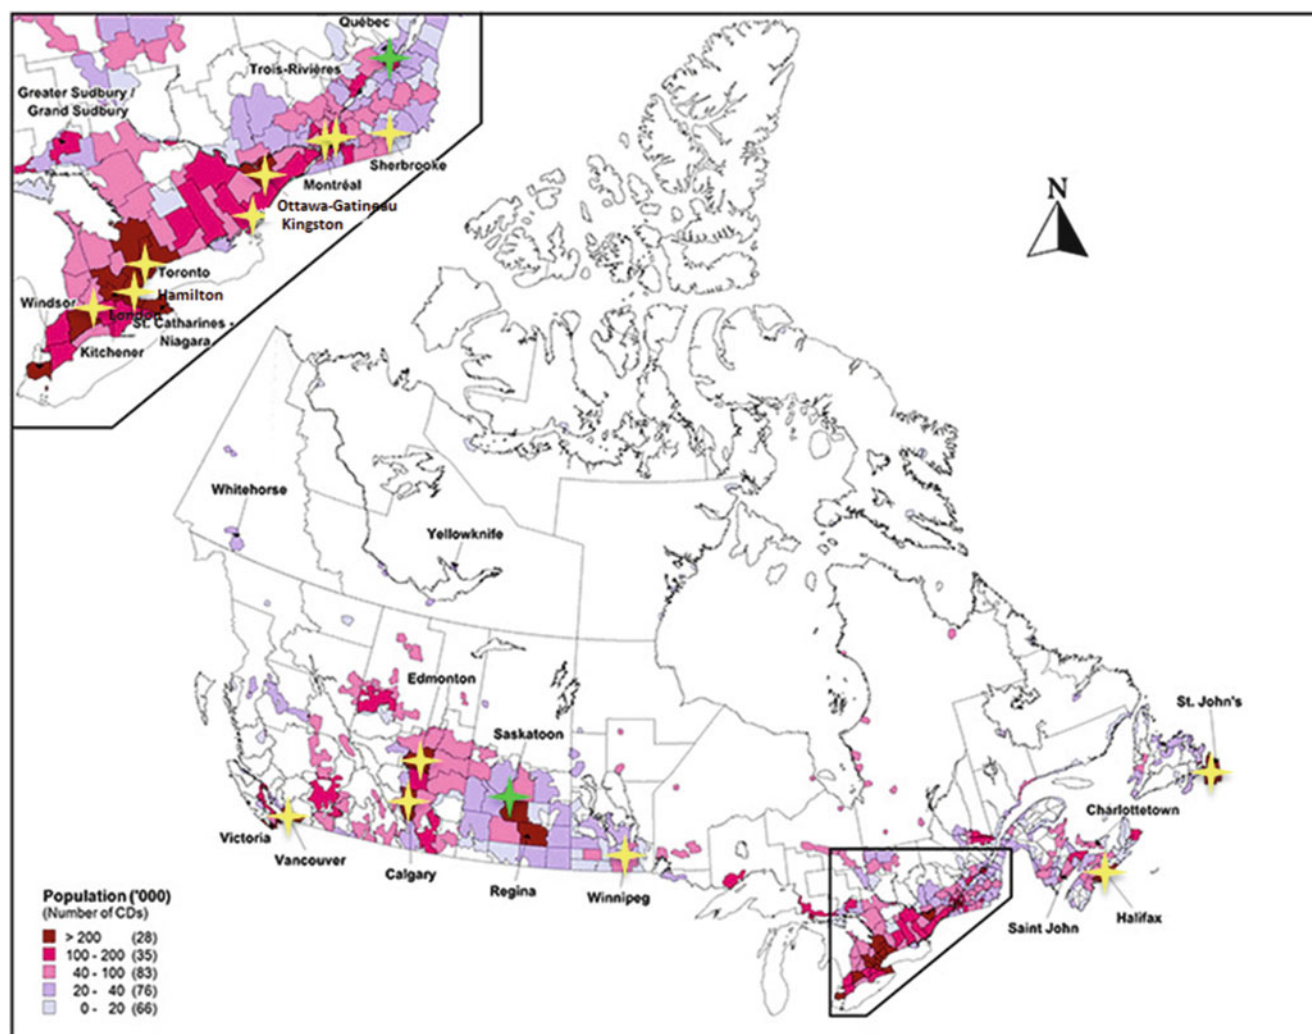 Québec
Trois-Rivières
Greater Sudbury /
Grand Sudbury
Sherbrooke
Montréal
Ottawa-Gatineau
Kingston
Toronto
Hamilton
Windsor
London
St. Catharines -
Niagara
Kitchener
N
Whitehorse
Yellowknife
Edmonton
Saskatoon
St. John's
Charlottetown
Victoria
Vancouver
Calgary
Regina
Winnipeg
Saint John
Halifax
Population ('000)
(Number of CDs)
> 200 (28)
100 - 200 (35)
40 - 100 (83)
20 - 40 (76)
0 - 20 (66)